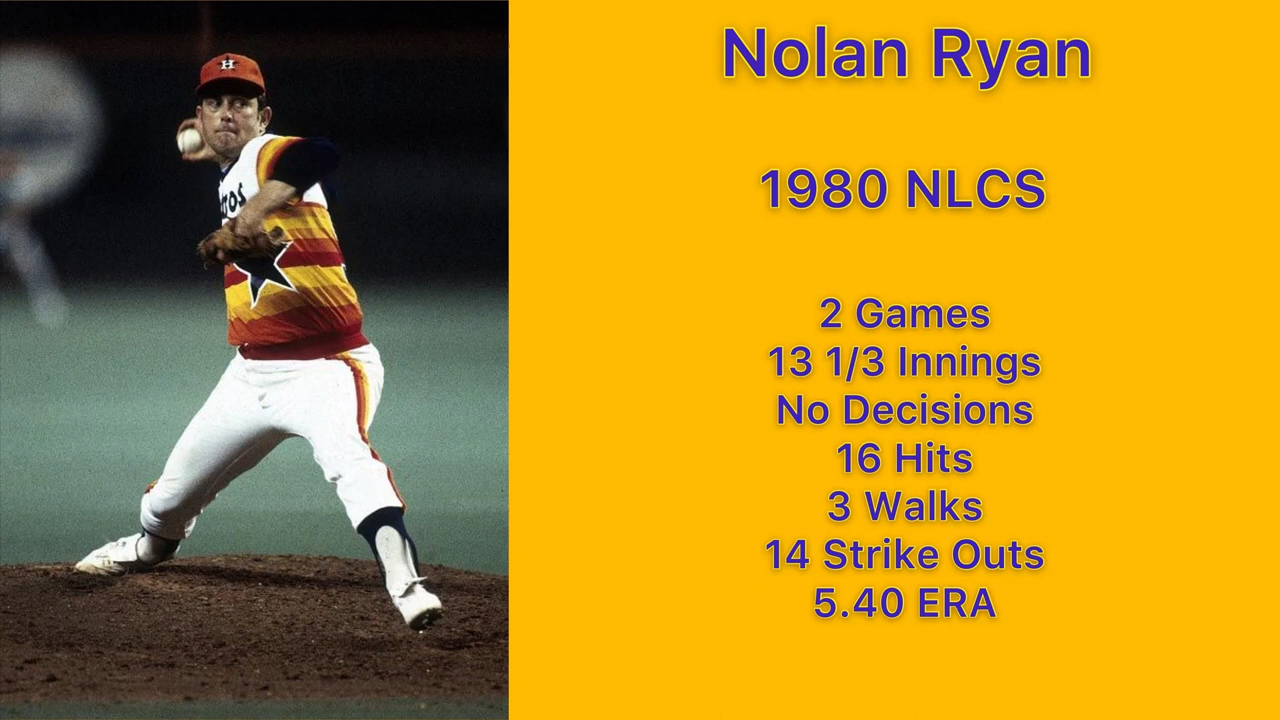 Nolan Ryan
1980 NLCS
2 Games
13 1/3 Innings
No Decisions
16 Hits
3 Walks
14 Strike Outs
5.40 ERA
H
tros